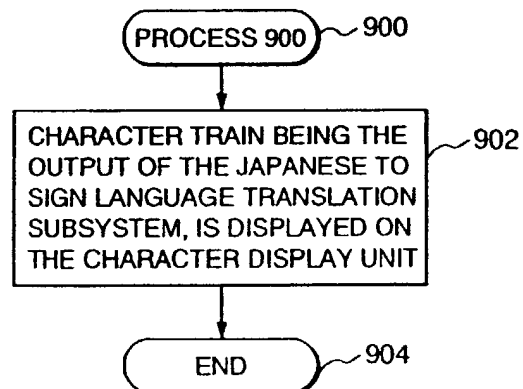 PROCESS 900
900
CHARACTER TRAIN BEING THE
OUTPUT OF THE JAPANESE TO
SIGN LANGUAGE TRANSLATION
SUBSYSTEM, IS DISPLAYED ON
THE CHARACTER DISPLAY UNIT
902
END
904